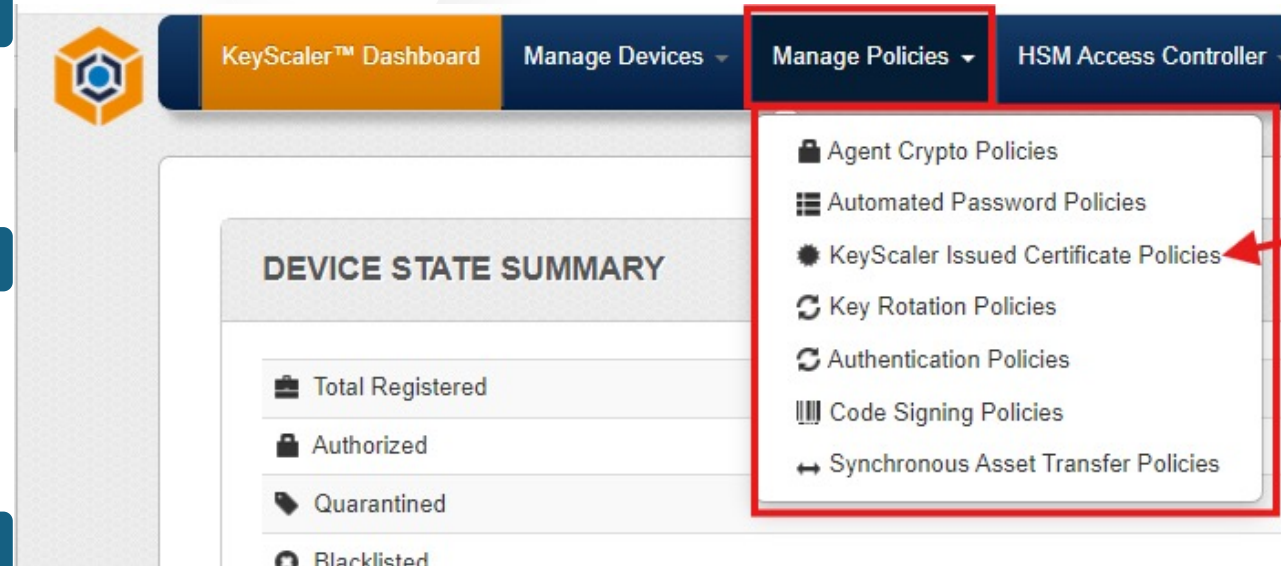 KeyScaler™ Dashboard
Manage Devices
Manage Policies
HSM Access Controller
Agent Crypto Policies
Automated Password Policies
KeyScaler Issued Certificate Policies
Key Rotation Policies
Authentication Policies
Code Signing Policies
Synchronous Asset Transfer Policies
DEVICE STATE SUMMARY
Total Registered
Authorized
Quarantined
Blacklisted